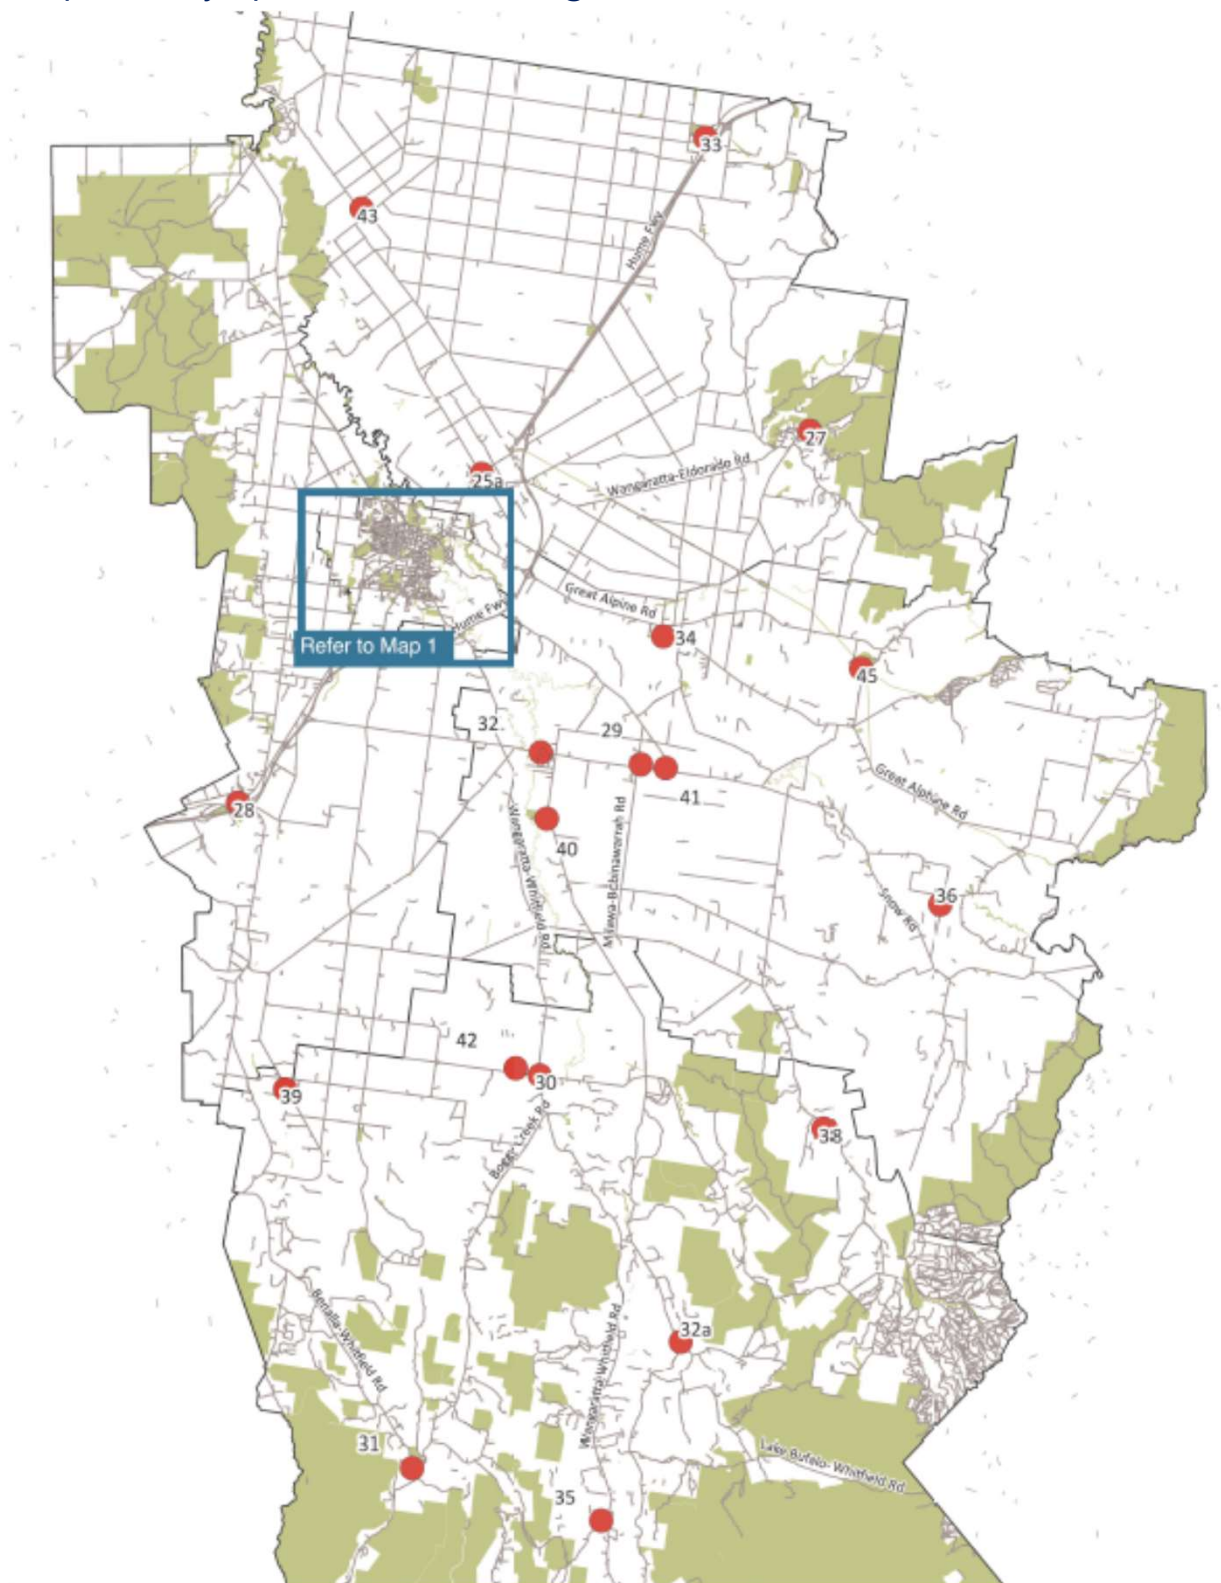 33
43
Hume Fwy
27
25a
Wangaratta-Eldorado Rd
Great Alpine Rd
Hume Fwy
34
Refer to Map 1
45
32
29
41
Great Alphine Rd
28
40
Wangaratta-Whitfield Rd
Milawa-Bobinawarrah Rd
Snow Rd
36
42
30
39
Boggy Creek Rd
38
Benalla-Whitfield Rd
Wangaratta-Whitfield Rd
32a
31
Lake Bufalo- Whitfield Rd
35